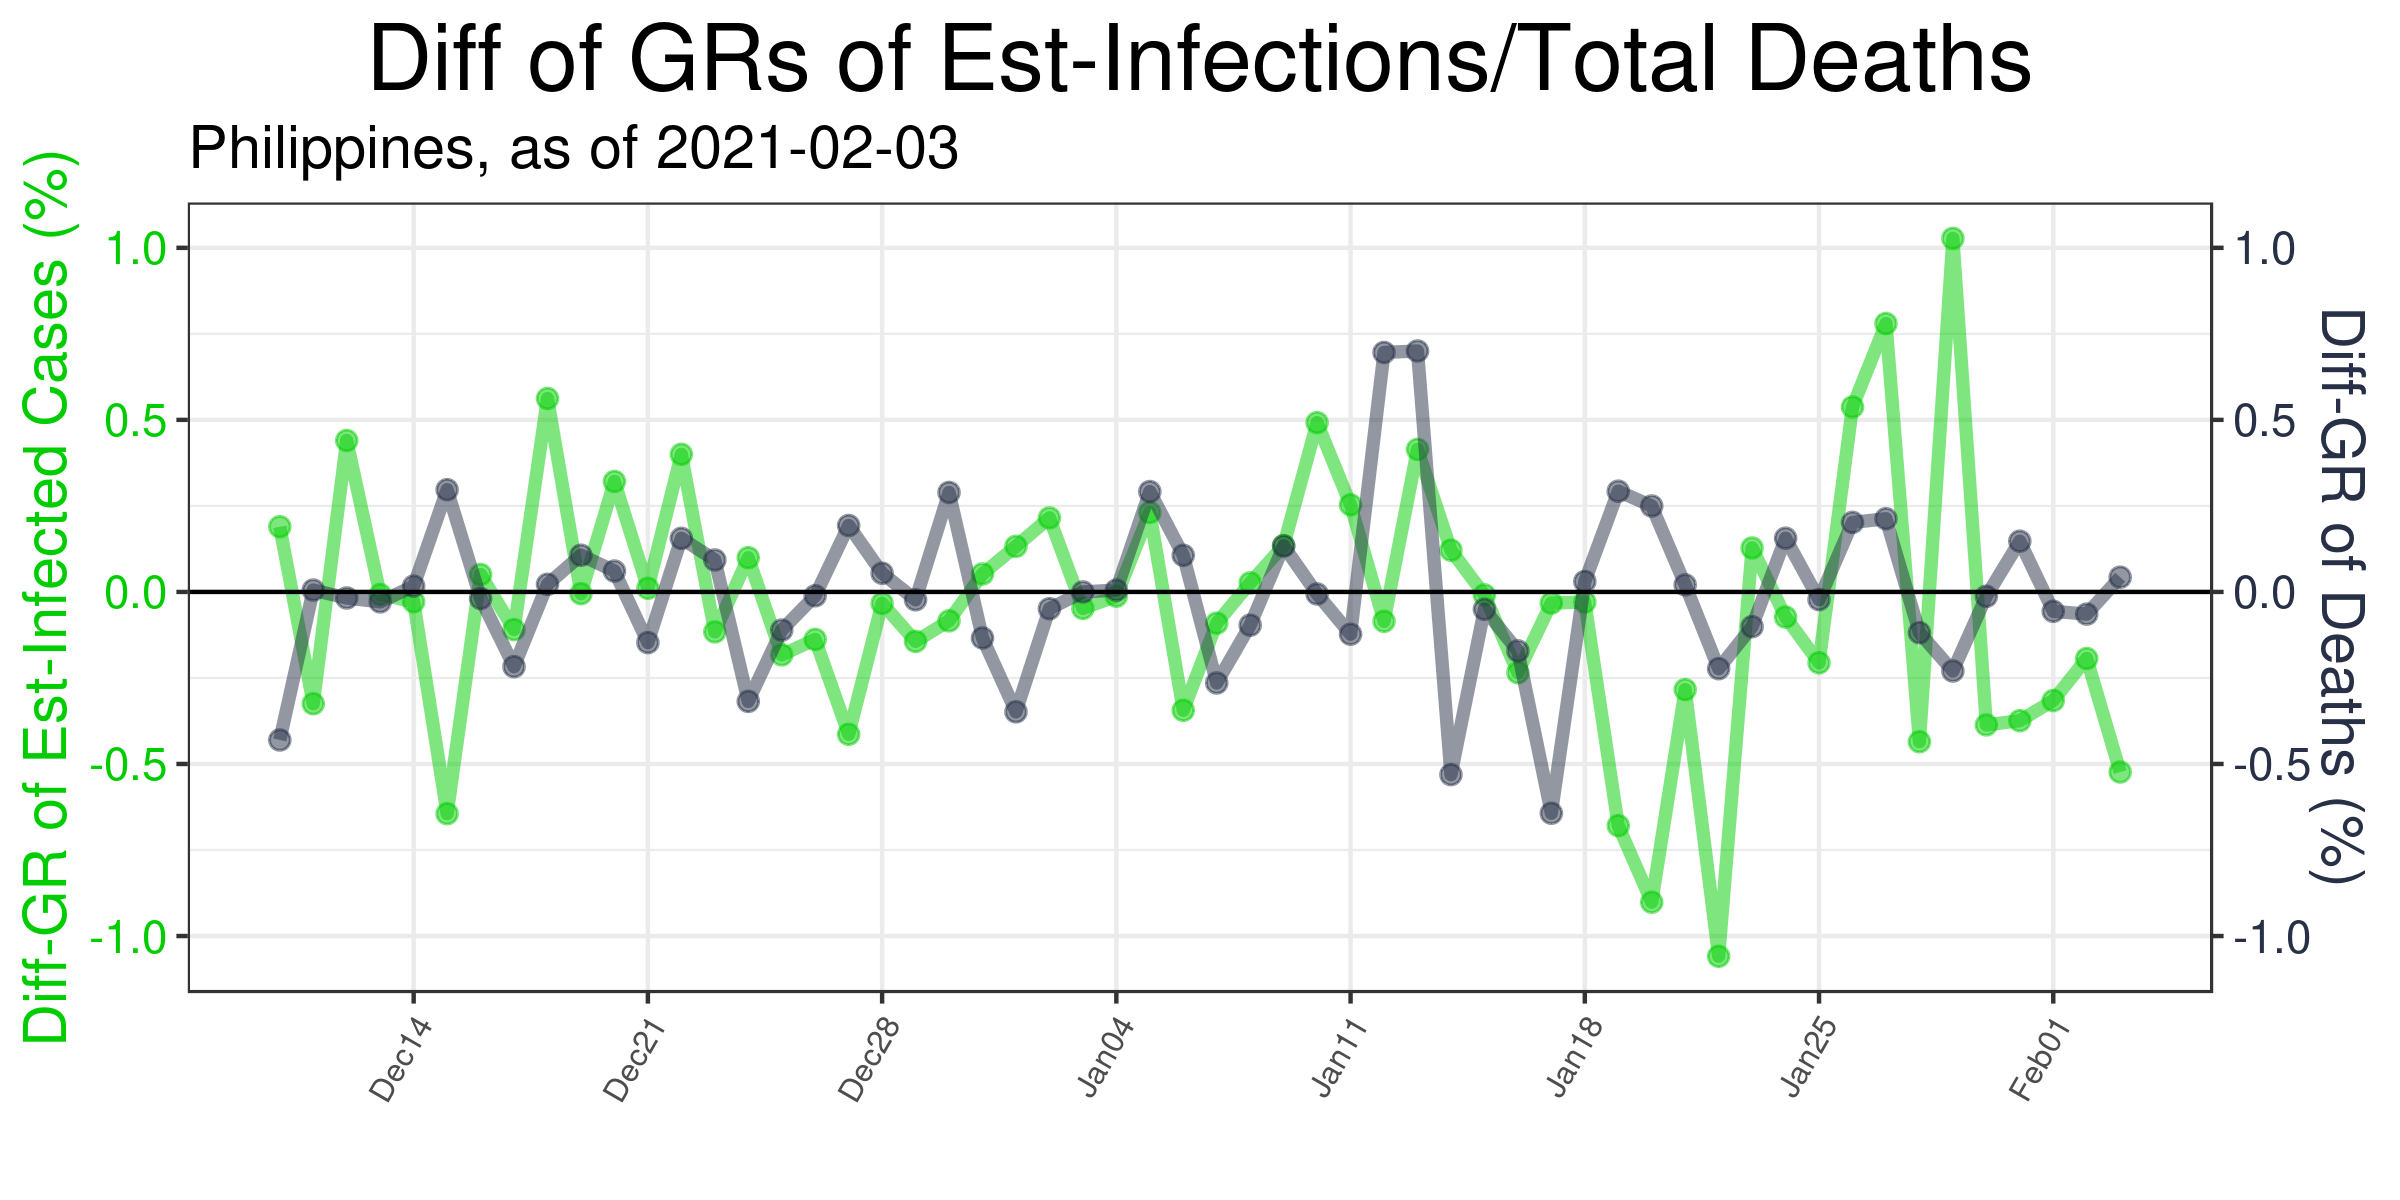 Diff of GRs of Est-Infections/Total Deaths
Philippines, as of 2021-02-03
Diff-GR of Est-Infected Cases (%)
1.0
0.5
0.0
-0.5
-1.0
1.0
0.5
0.0
-0.5
-1.0
Diff-GR of Deaths (%)
Dec14
Dec21
Dec28
Jan04
Jan11
Jan18
Jan25
Feb01